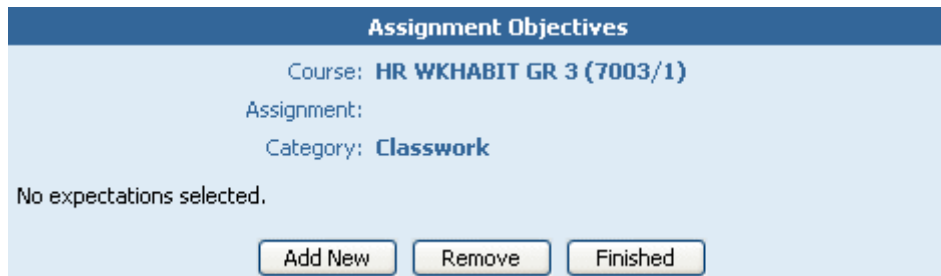 Assignment Objectives
Course: HR WKHABIT GR 3 (7003/1)
Assignment:
Category: Classwork
No expectations selected.
Add New Remove Finished